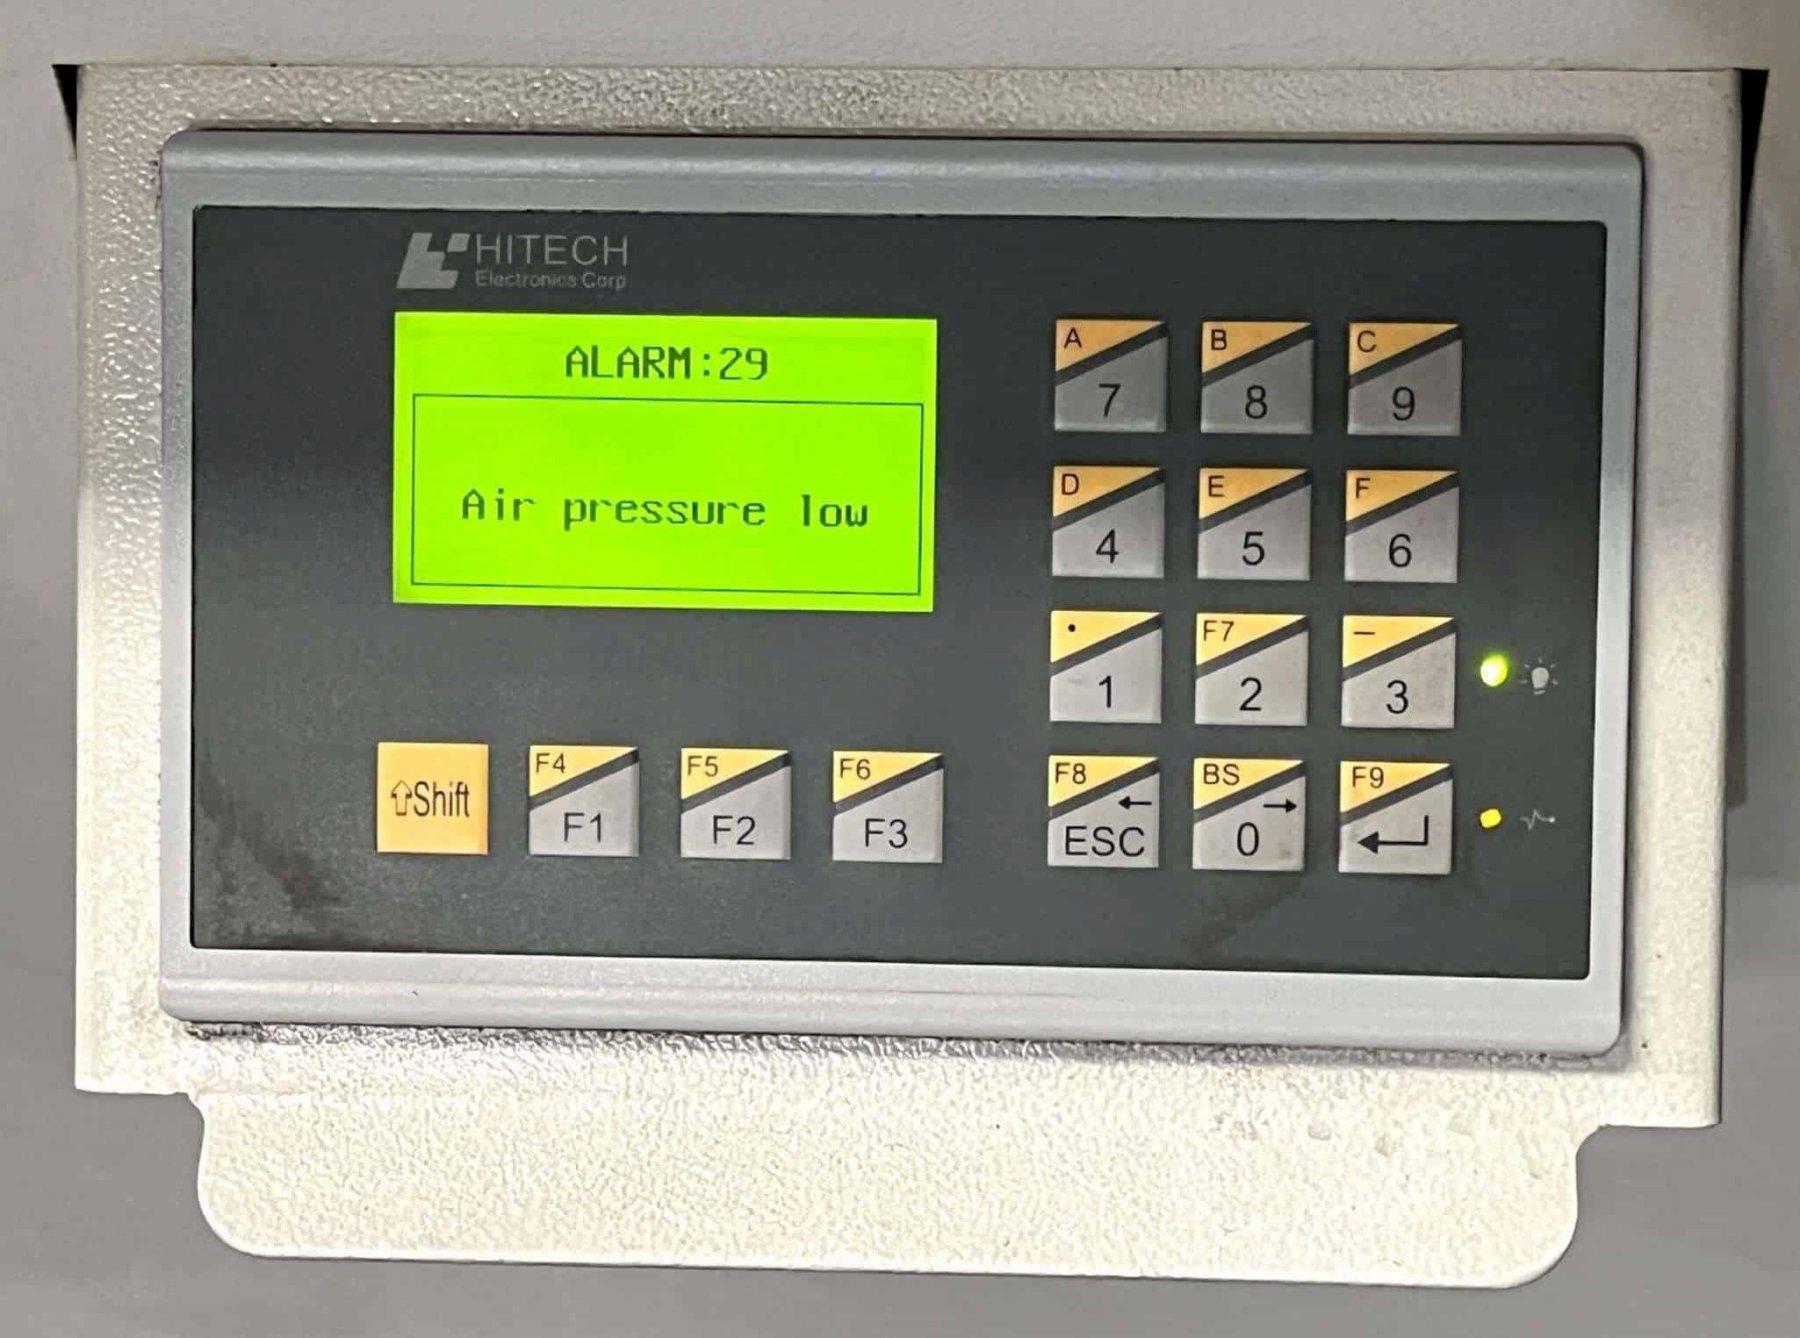 HITECH
Electronics Corp
ALARM:29
Air pressure low
A 7
B 8
C 9
D 4
E 5
F 6
. 1
F7 2
— 3
⇧Shift
F4 F1
F5 F2
F6 F3
F8 ← ESC
BS → 0
F9 ↵